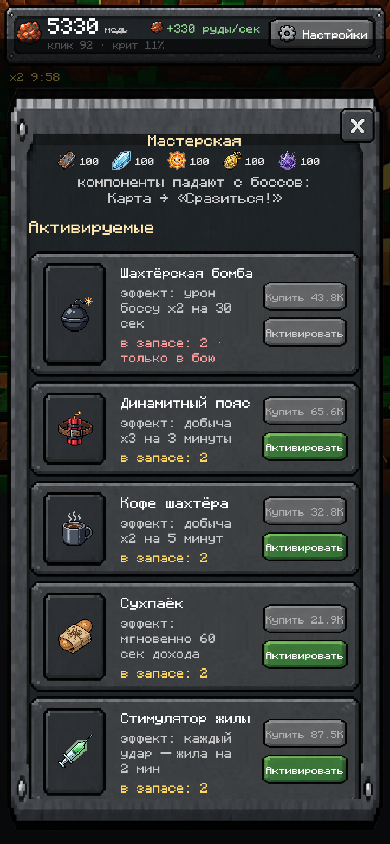 5330 медь
+330 руды/сек
Настройки
клик 92 · крит 11%
x2 9:58
Мастерская
100 100 100 100 100
компоненты падают с боссов:
Карта → «Сразиться!»
Активируемые
Шахтёрская бомба
эффект: урон
боссу x2 на 30
сек
в запасе: 2 ·
только в бою
Купить 43.8K
Активировать
Динамитный пояс
эффект: добыча
x3 на 3 минуты
в запасе: 2
Купить 65.6K
Активировать
Кофе шахтёра
эффект: добыча
x2 на 5 минут
в запасе: 2
Купить 32.8K
Активировать
Сухпаёк
эффект:
мгновенно 60
сек дохода
в запасе: 2
Купить 21.9K
Активировать
Стимулятор жилы
эффект: каждый
удар — жила на
2 мин
в запасе: 2
Купить 87.5K
Активировать